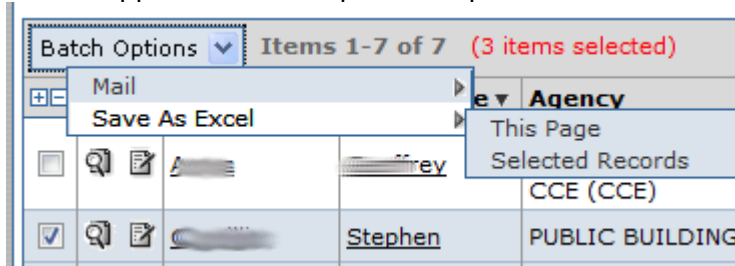 Batch Options Items 1-7 of 7 (3 items selected)
Mail
Save As Excel
Agency
This Page
Selected Records
CCE (CCE)
Stephen PUBLIC BUILDING